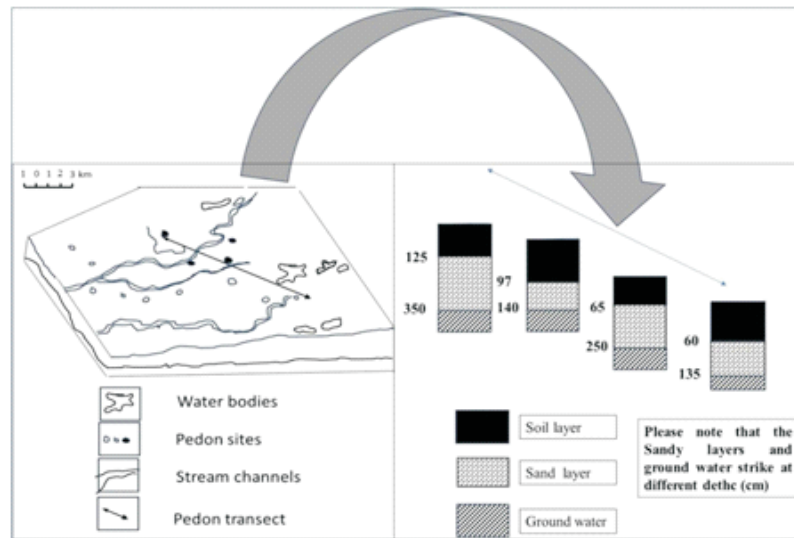 1 0 1 2 3 km
125
350
97
140
65
250
60
135
Water bodies
Pedon sites
Stream channels
Pedon transect
Soil layer
Sand layer
Ground water
Please note that the
Sandy layers and
ground water strike at
different dethc (cm)